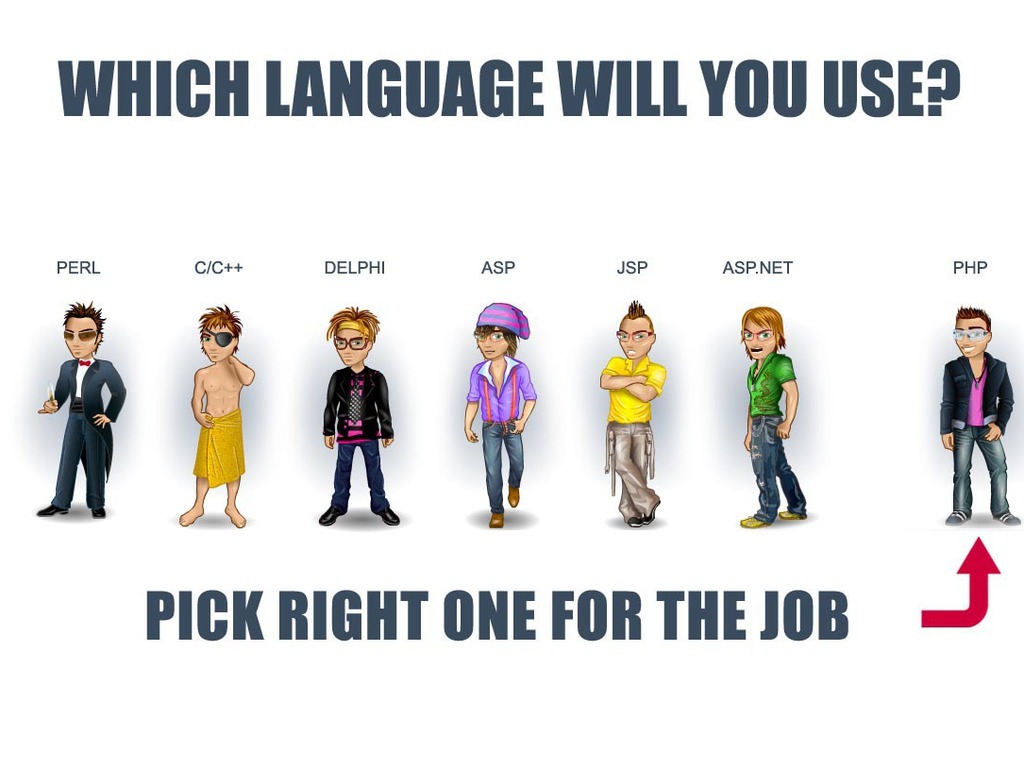 WHICH LANGUAGE WILL YOU USE?
PERL C/C++ DELPHI ASP JSP ASP.NET PHP
PICK RIGHT ONE FOR THE JOB